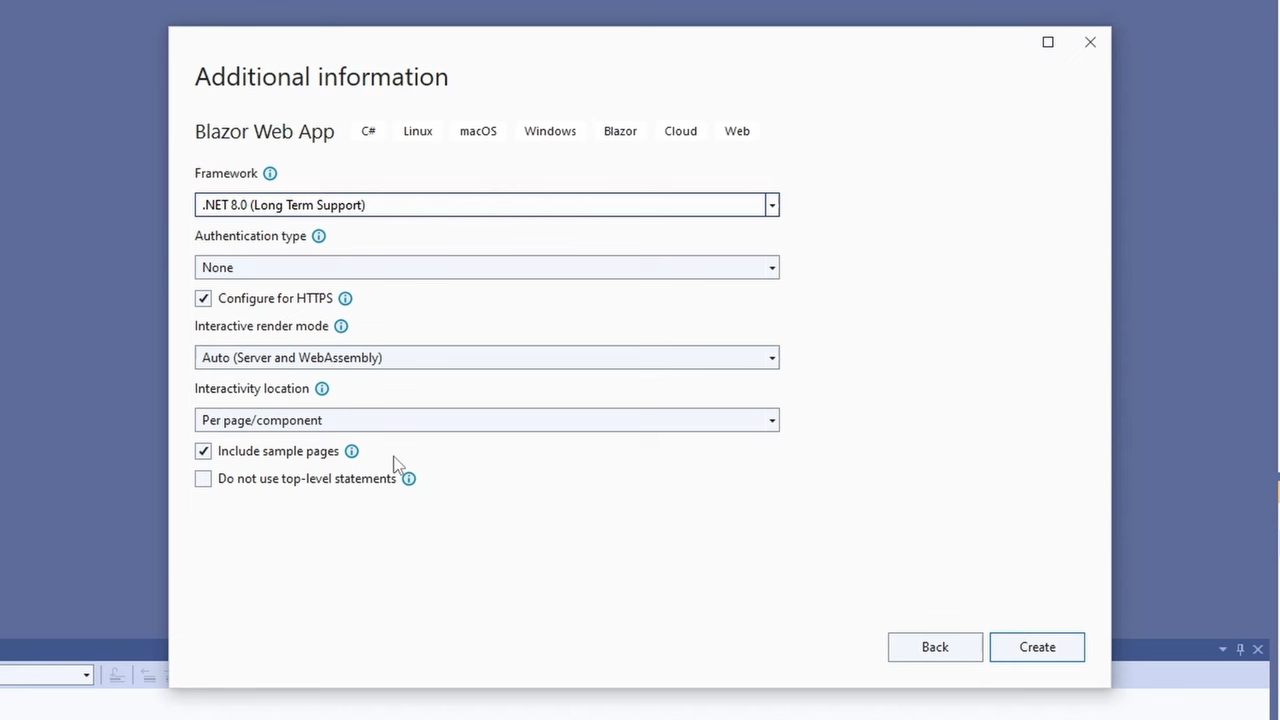 Additional information
Blazor Web App C# Linux macOS Windows Blazor Cloud Web
Framework
.NET 8.0 (Long Term Support)
Authentication type
None
Configure for HTTPS
Interactive render mode
Auto (Server and WebAssembly)
Interactivity location
Per page/component
Include sample pages
Do not use top-level statements
Back Create